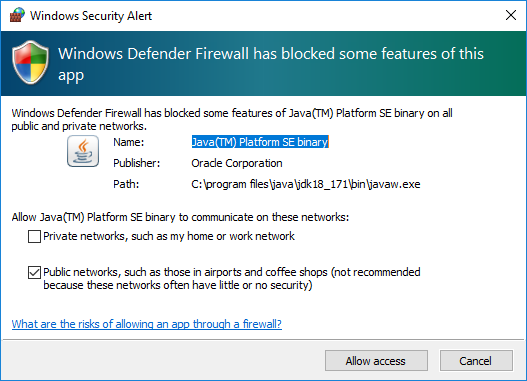 Windows Security Alert
Windows Defender Firewall has blocked some features of this
app
Windows Defender Firewall has blocked some features of Java(TM) Platform SE binary on all
public and private networks.
Name: Java(TM) Platform SE binary
Publisher: Oracle Corporation
Path: C:\program files\java\jdk18_171\bin\javaw.exe
Allow Java(TM) Platform SE binary to communicate on these networks:
Private networks, such as my home or work network
Public networks, such as those in airports and coffee shops (not recommended
because these networks often have little or no security)
What are the risks of allowing an app through a firewall?
Allow access Cancel